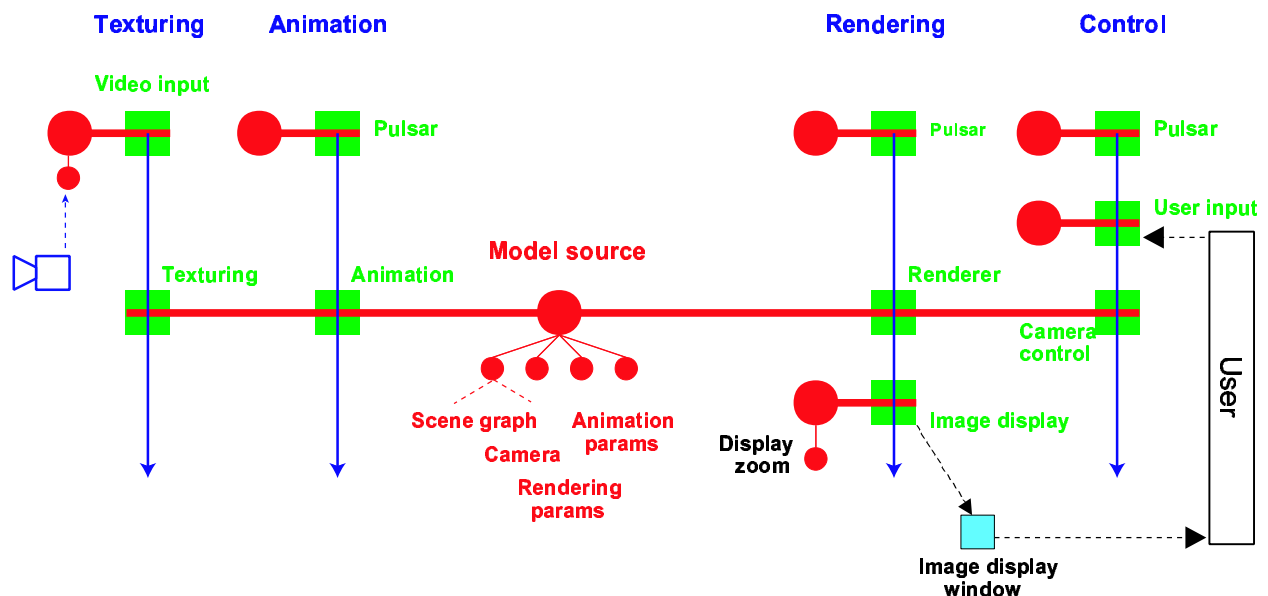 Texturing
Animation
Rendering
Control
Video input
Pulsar
Pulsar
Pulsar
User input
Model source
Texturing
Animation
Renderer
Camera
control
User
Scene graph
Animation
params
Camera
Rendering
params
Display
zoom
Image display
Image display
window